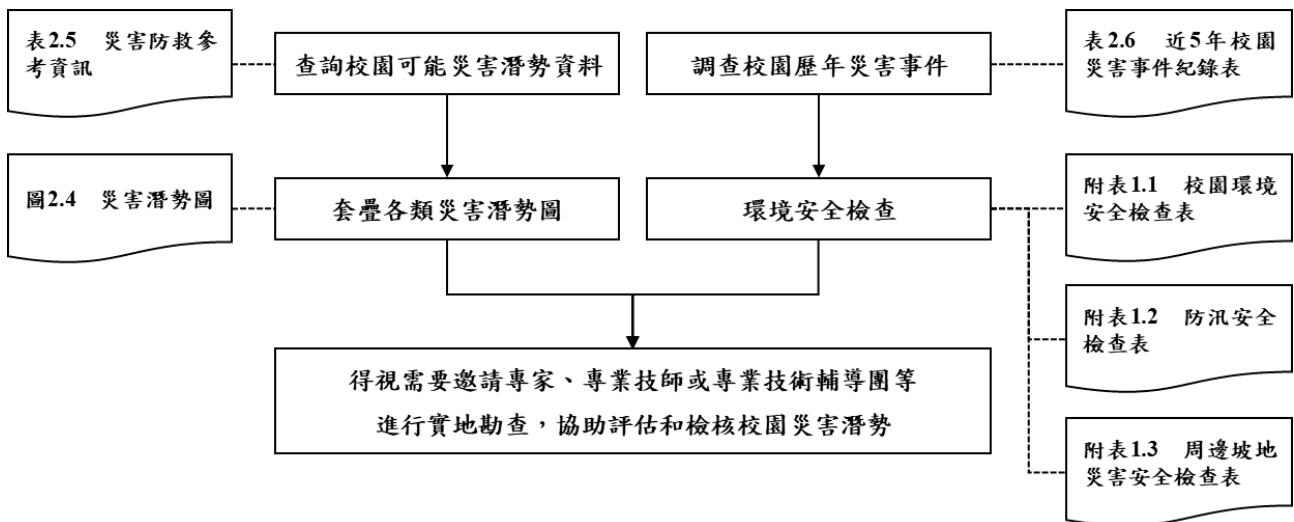 表2.5 災害防救參
考資訊
查詢校園可能災害潛勢資料
調查校園歷年災害事件
表2.6 近5年校園
災害事件紀錄表
圖2.4 災害潛勢圖
套疊各類災害潛勢圖
環境安全檢查
附表1.1 校園環境
安全檢查表
附表1.2 防汛安全
檢查表
得視需要邀請專家、專業技師或專業技術輔導團等
進行實地勘查，協助評估和檢核校園災害潛勢
附表1.3 周邊坡地
災害安全檢查表